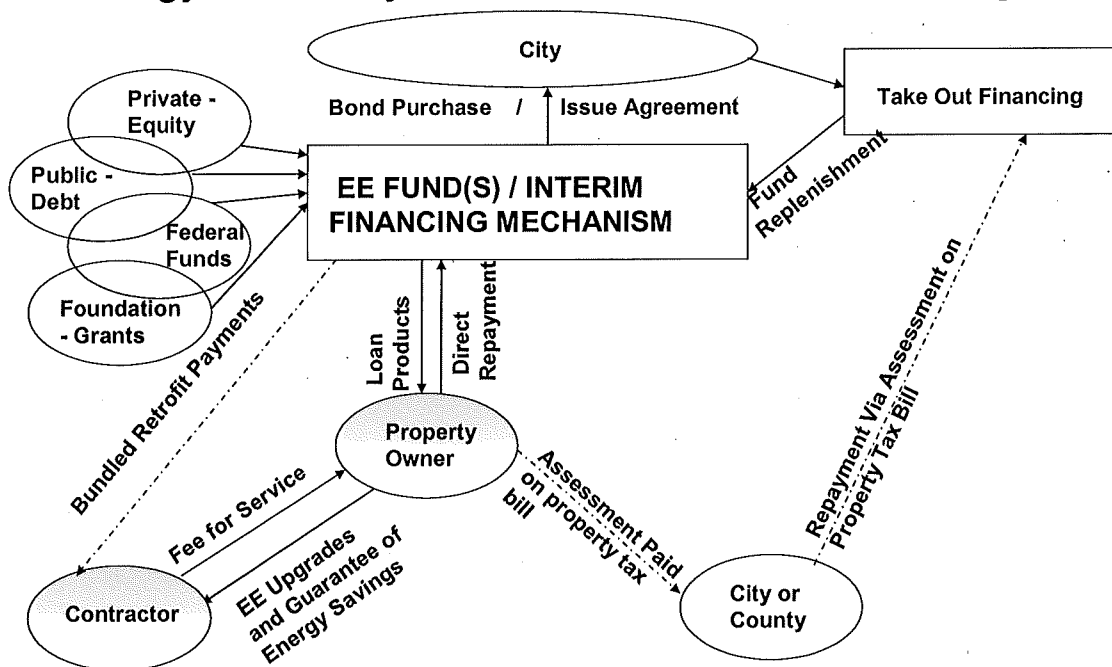 City
Private -
Equity
Bond Purchase / Issue Agreement
Take Out Financing
Public -
Debt
EE FUND(S) / INTERIM
FINANCING MECHANISM
Fund
Replenishment
Federal
Funds
Foundation
- Grants
Bundled Retrofit Payments
Loan
Products
Direct
Repayment
Property
Owner
Repayment Via Assessment on
Property Tax Bill
Fee for Service
Assessment Paid
on property tax
bill
EE Upgrades
and Guarantee of
Energy Savings
Contractor
City or
County